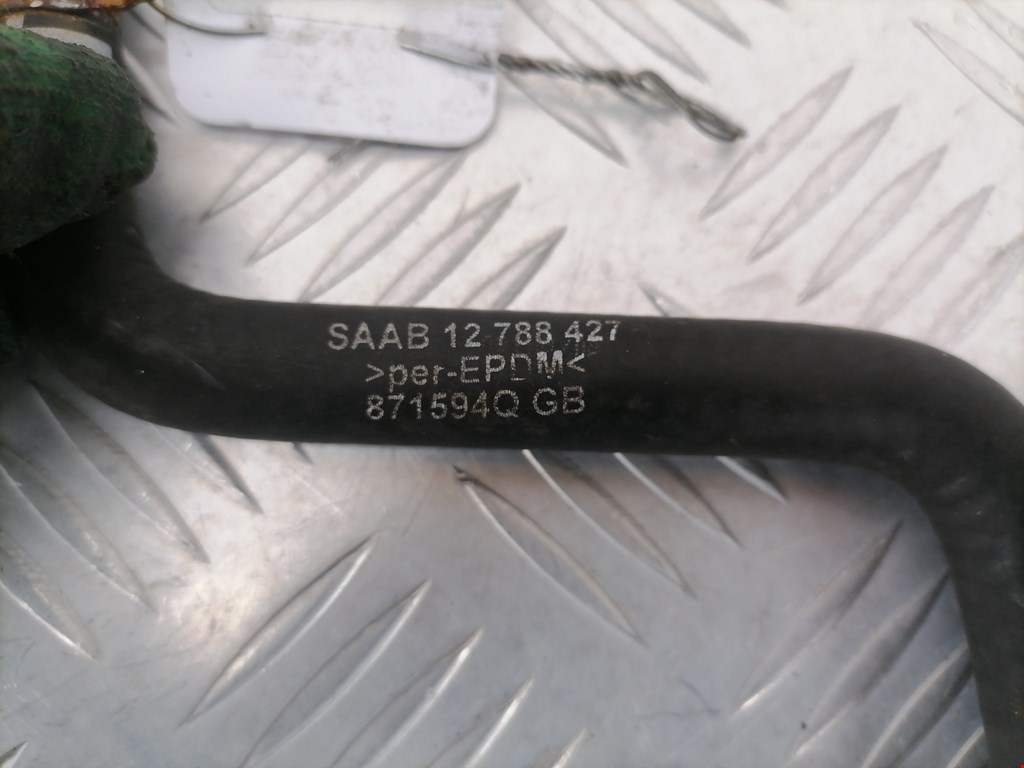 SAAB 12 788 427
>per-EPDM<
871594Q GB